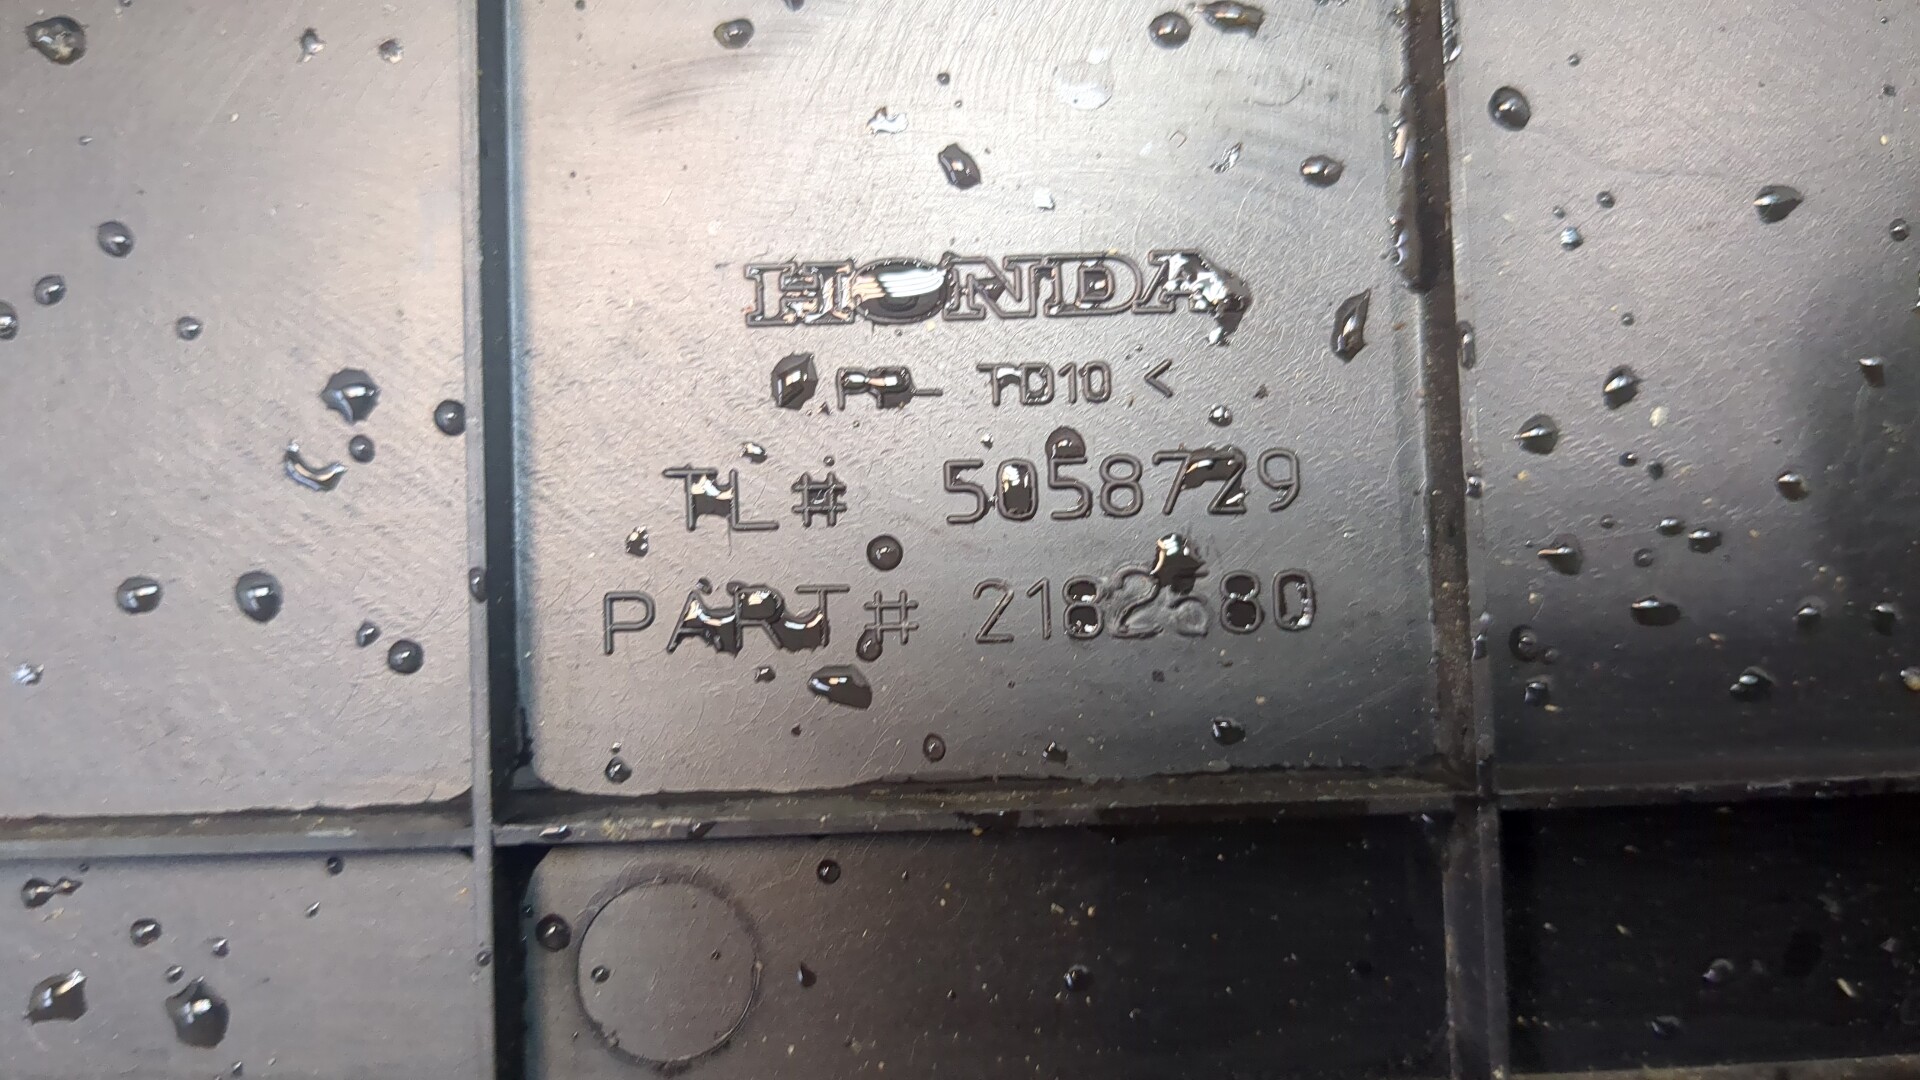 HONDA
TD10 <
TL# 5058729
PART#